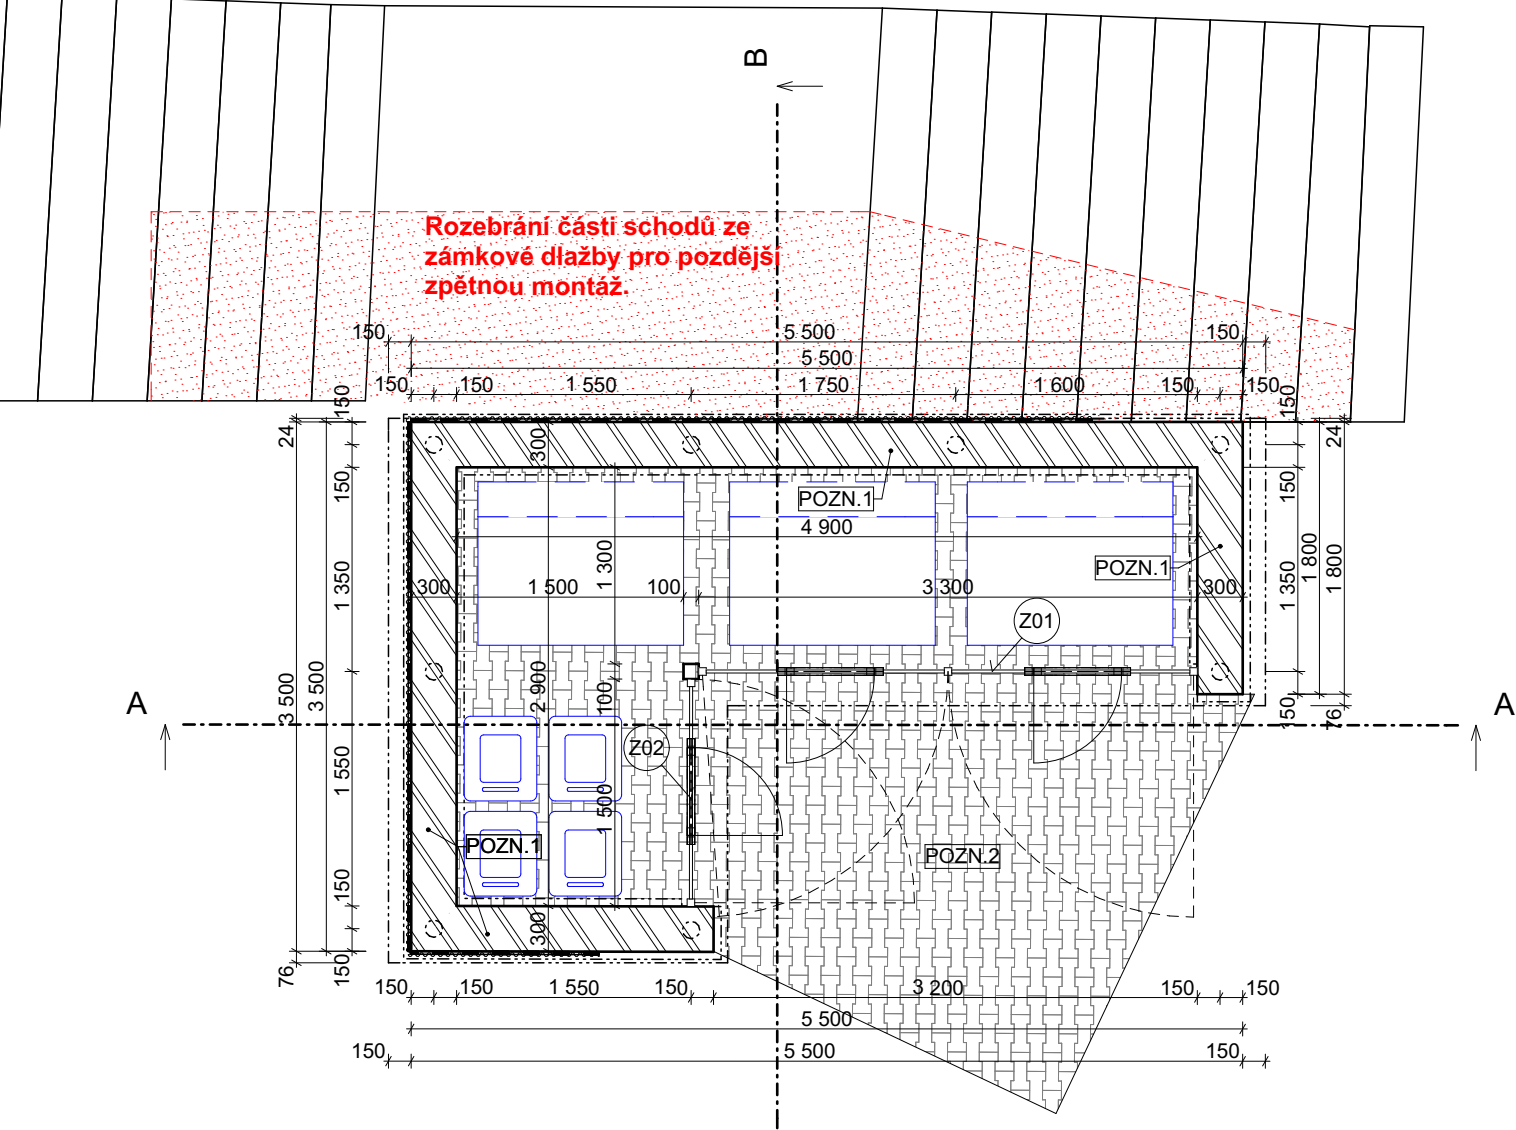 B
Rozebrání části schodů ze
zámkové dlažby pro pozdější
zpětnou montáž.
150 5 500 150
5 500
150 150 1 550 1 750 1 600 150 150
150
24
150
1 350
3 500
3 500
1 550
150
76
150
300
POZN.1
4 900
POZN.1
1 300
300 1 500 100 3 300 300
Z01
2 900
100
Z02
1 500
POZN.1
POZN.2
300
150
24
150
1 350
1 800
1 800
150
76
A
A
150 150 1 550 150 3 200 150 150
5 500
150 5 500 150